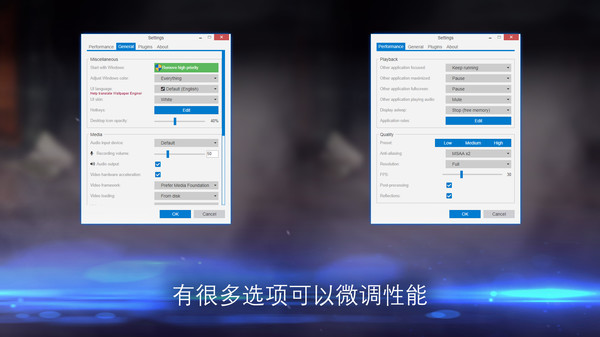 Settings
Performance General Plugins About
Miscellaneous
Start with Windows Remove high priority
Adjust Windows color Everything
UI language Default (English)
Help translate Wallpaper Engine!
UI skin White
Hotkeys Edit
Desktop icon opacity 40%
Media
Audio input device Default
Recording volume 50
Audio output
Video hardware acceleration
Video framework Prefer Media Foundation
Video loading From disk
OK Cancel
Settings
Performance General Plugins About
Playback
Other application focused Keep running
Other application maximized Pause
Other application fullscreen Pause
Other application playing audio Mute
Display asleep Stop (free memory)
Application rules Edit
Quality
Preset Low Medium High
Anti-aliasing MSAA x2
Resolution Full
FPS 30
Post-processing
Reflections
OK Cancel
有很多选项可以微调性能